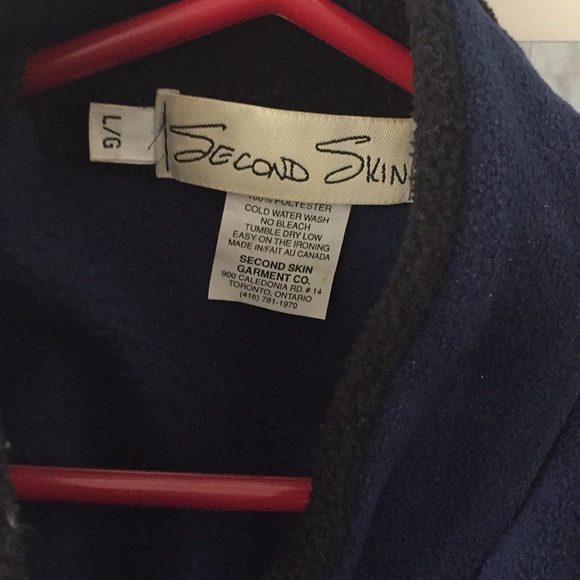 L/G
SECOND SKIN
100% POLYESTER
COLD WATER WASH
NO BLEACH
TUMBLE DRY LOW
EASY ON THE IRONING
MADE IN/FAIT AU CANADA
SECOND SKIN
GARMENT CO.
900 CALEDONIA RD. # 14
TORONTO, ONTARIO
(416) 781-1970